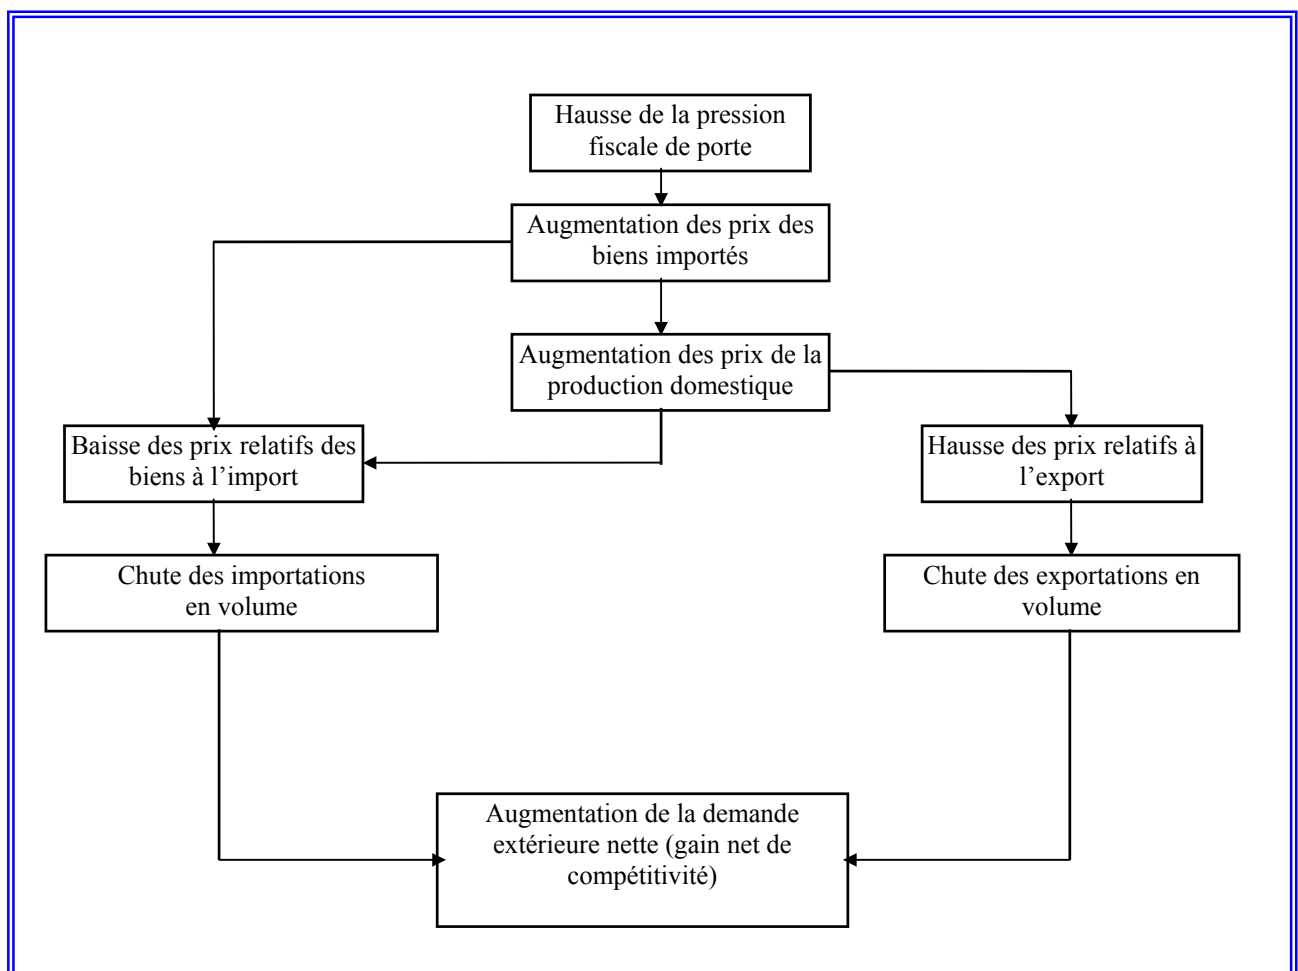 Hausse de la pression
fiscale de porte
Augmentation des prix des
biens importés
Augmentation des prix de la
production domestique
Baisse des prix relatifs des
biens à l’import
Hausse des prix relatifs à
l’export
Chute des importations
en volume
Chute des exportations en
volume
Augmentation de la demande
extérieure nette (gain net de
compétitivité)